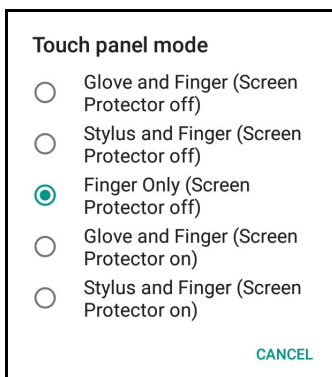 Touch panel mode
Glove and Finger (Screen
Protector off)
Stylus and Finger (Screen
Protector off)
Finger Only (Screen
Protector off)
Glove and Finger (Screen
Protector on)
Stylus and Finger (Screen
Protector on)
CANCEL